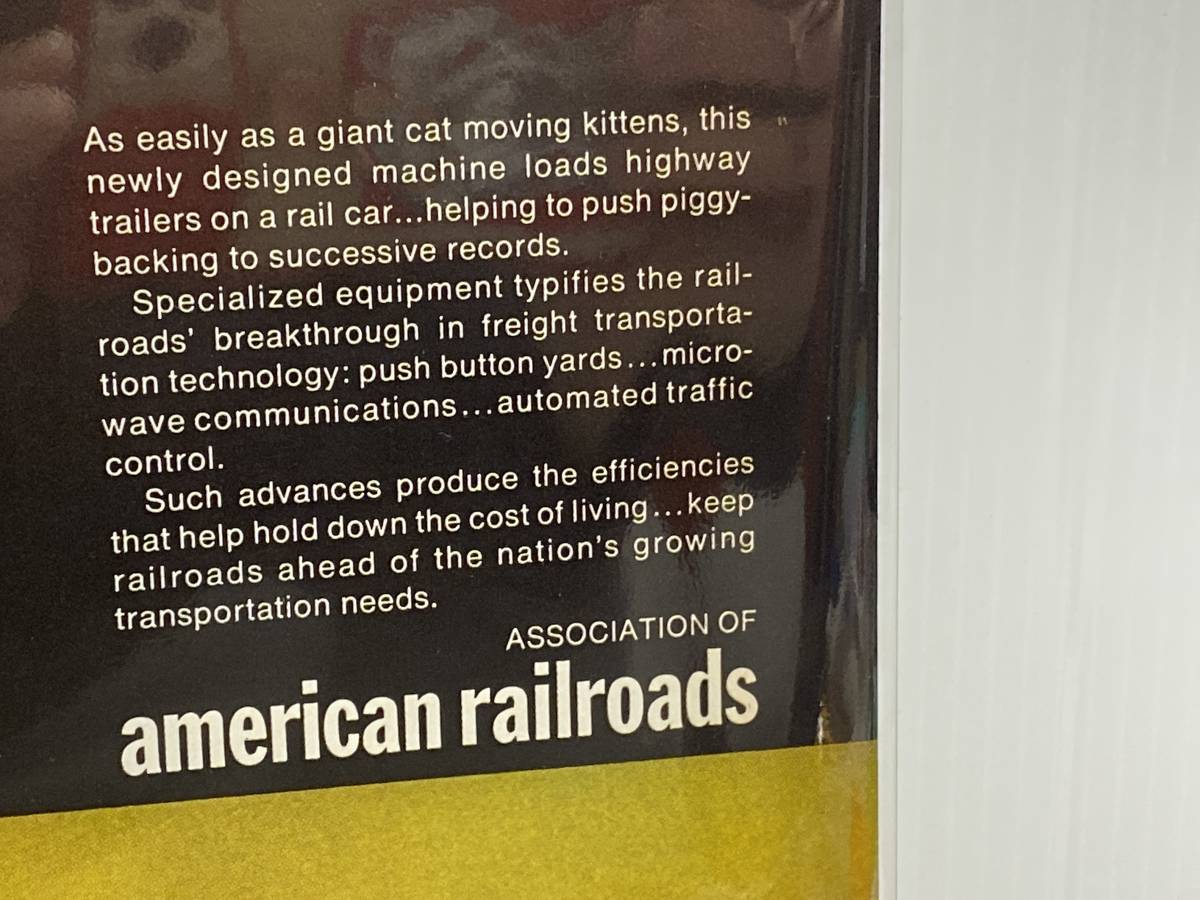 As easily as a giant cat moving kittens, this
newly designed machine loads highway
trailers on a rail car...helping to push piggy-
backing to successive records.
Specialized equipment typifies the rail-
roads' breakthrough in freight transporta-
tion technology: push button yards...micro-
wave communications...automated traffic
control.
Such advances produce the efficiencies
that help hold down the cost of living...keep
railroads ahead of the nation's growing
transportation needs.
ASSOCIATION OF
american railroads